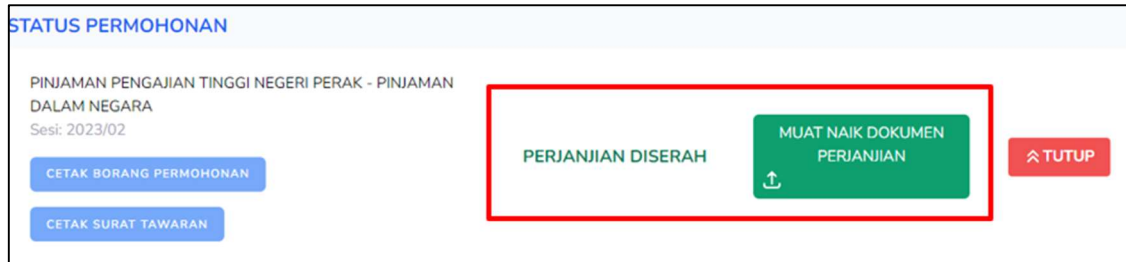 STATUS PERMOHONAN
PINJAMAN PENGAJIAN TINGGI NEGERI PERAK - PINJAMAN
DALAM NEGARA
Sesi: 2023/02
CETAK BORANG PERMOHONAN
CETAK SURAT TAWARAN
PERJANJIAN DISERAH
MUAT NAIK DOKUMEN
PERJANJIAN
TUTUP